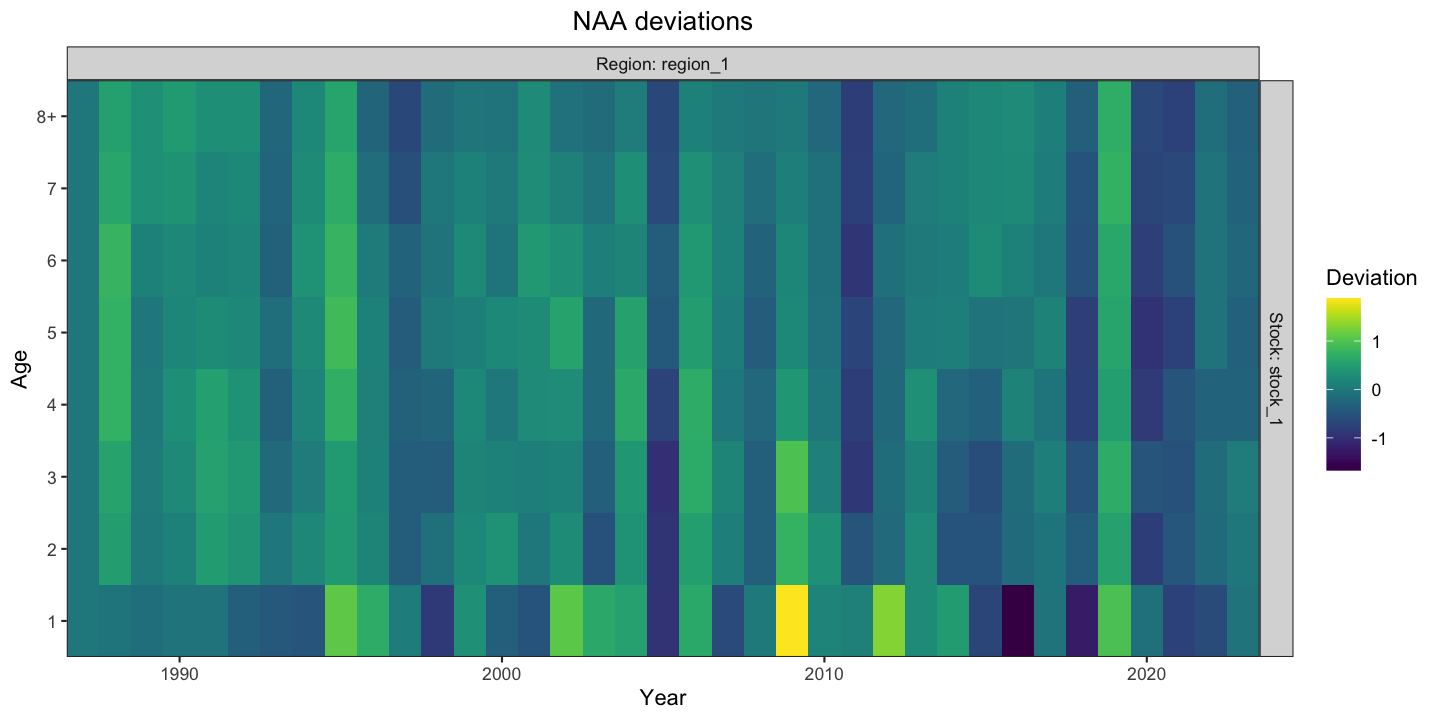 NAA deviations
Region: region_1
Stock: stock_1
Age
8+
7
6
5
4
3
2
1
1990
2000
2010
2020
Year
Deviation
1
0
-1